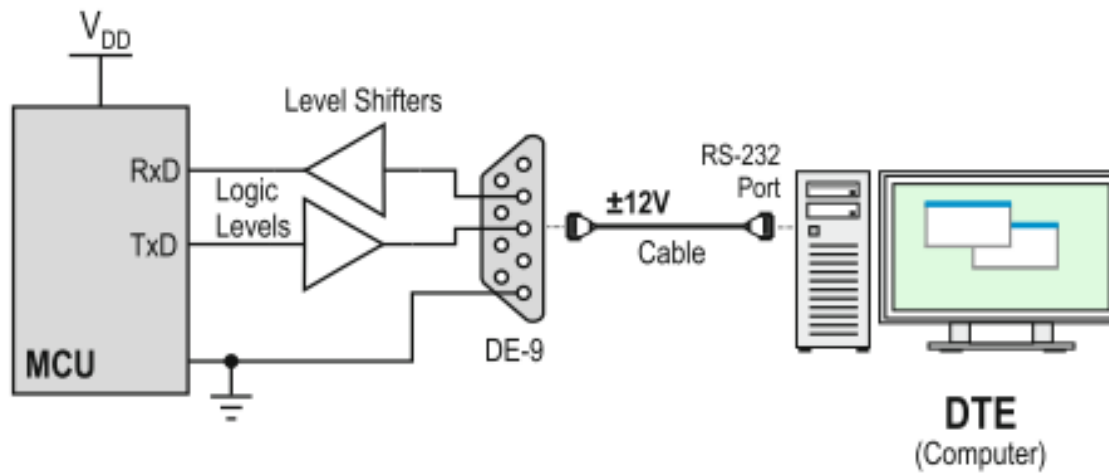 VDD
Level Shifters
RxD
Logic
Levels
TxD
MCU
DE-9
±12V
Cable
RS-232
Port
DTE
(Computer)